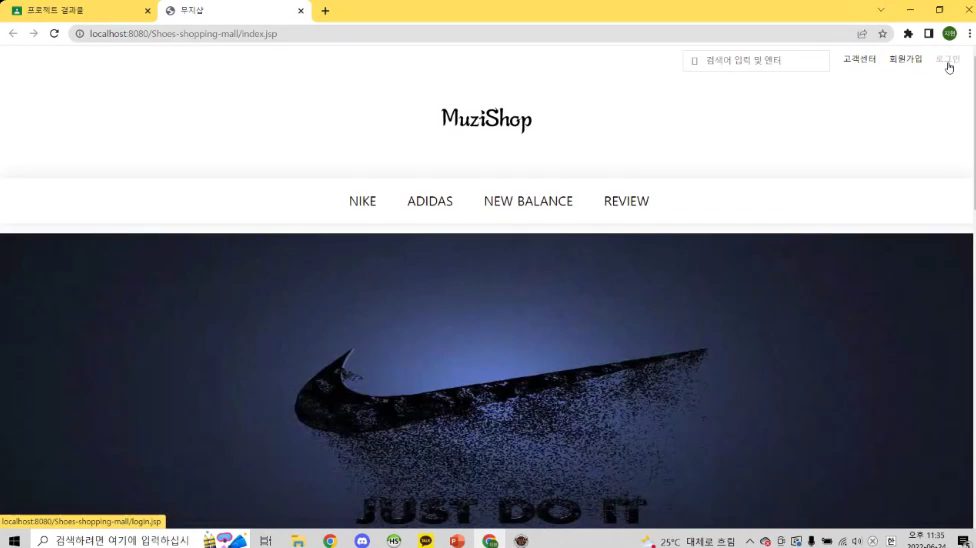 프로젝트 결과물
무지샵
localhost:8080/Shoes-shopping-mall/index.jsp
지현
검색어 입력 및 엔터
고객센터
회원가입
로그인
MuziShop
NIKE
ADIDAS
NEW BALANCE
REVIEW
JUST DO IT
localhost:8080/Shoes-shopping-mall/login.jsp
검색하려면 여기에 입력하십시
HS
25°C 대체로 흐림
한
오후 11:35
2022-06-24